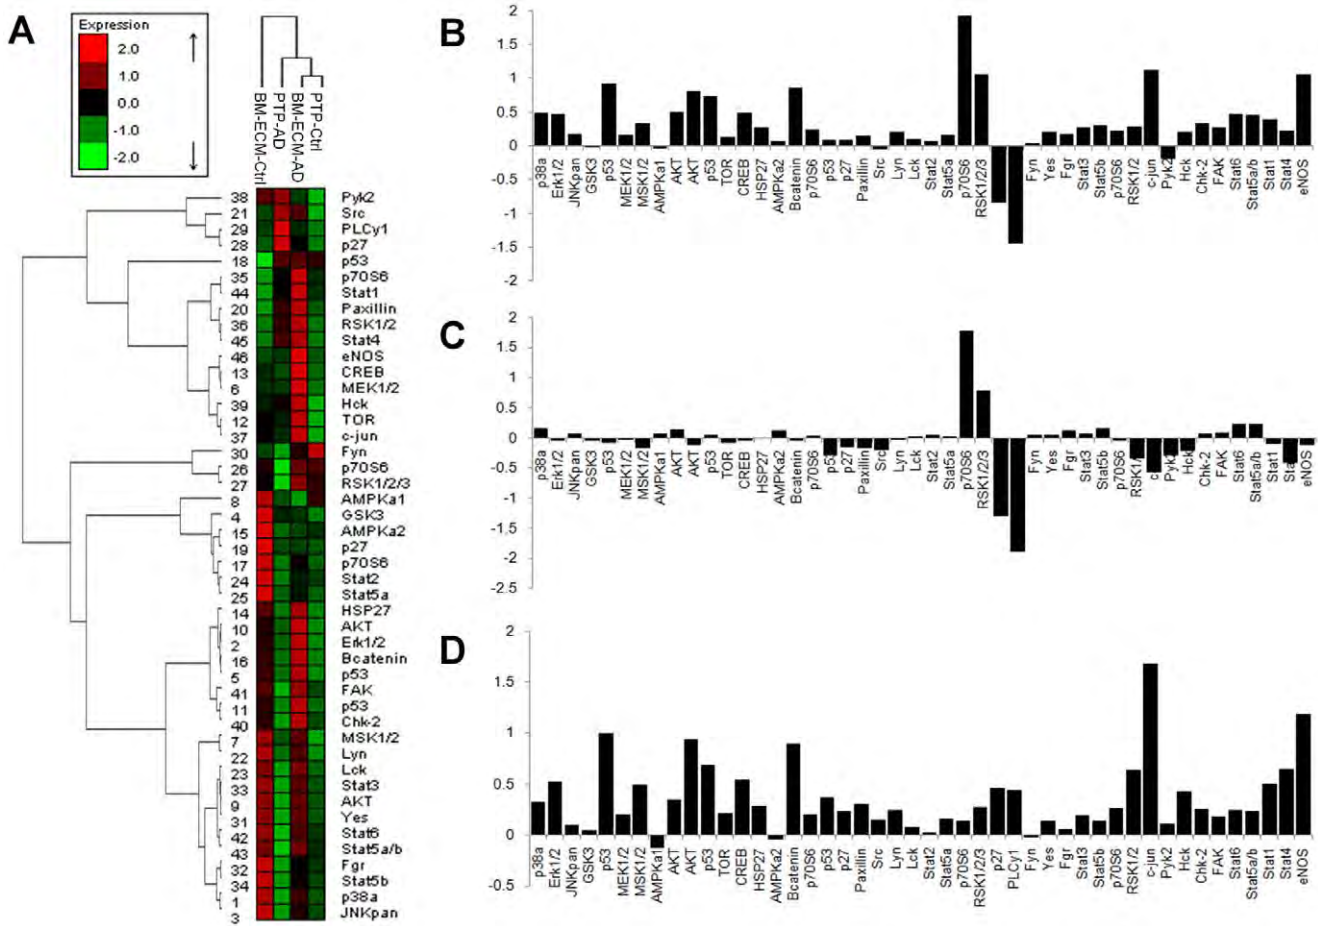 A
Expression
2.0
1.0
0.0
-1.0
-2.0
BM-ECM-Ctrl
PTP-AD
BM-ECM-AD
PTP-Ctrl
38 Pyk2
21 Src
29 PLCy1
28 p27
18 p53
35 p70S6
44 Stat1
20 Paxillin
36 RSK1/2
45 Stat4
46 eNOS
13 CREB
6 MEK1/2
39 Hck
12 TOR
37 c-jun
30 Fyn
26 p70S6
27 RSK1/2/3
8 AMPKa1
4 GSK3
15 AMPKa2
19 p27
17 p70S6
24 Stat2
25 Stat5a
14 HSP27
10 AKT
2 Erk1/2
16 Bcatenin
5 p53
41 FAK
11 p53
40 Chk-2
7 MSK1/2
22 Lyn
23 Lck
33 Stat3
9 AKT
31 Yes
42 Stat6
43 Stat5a/b
32 Fgr
34 Stat5b
1 p38a
3 JNKpan
B
2
1.5
1
0.5
0
-0.5
-1
-1.5
-2
p38a
Erk1/2
JNKpan
GSK3
p53
MEK1/2
MSK1/2
AMPKa1
AKT
AKT
p53
TOR
CREB
HSP27
AMPKa2
Bcatenin
p70S6
p53
p27
Paxillin
Src
Lyn
Lck
Stat2
Stat5a
p70S6
RSK1/2/3
Fyn
Yes
Fgr
Stat3
Stat5b
p70S6
RSK1/2
c-jun
Pyk2
Hck
Chk-2
FAK
Stat6
Stat5a/b
Stat1
Stat4
eNOS
C
2
1.5
1
0.5
0
-0.5
-1
-1.5
-2
-2.5
p38a
Erk1/2
JNKpan
GSK3
p53
MEK1/2
MSK1/2
AMPKa1
AKT
AKT
p53
TOR
CREB
HSP27
AMPKa2
Bcatenin
p70S6
p53
p27
Paxillin
Src
Lyn
Lck
Stat2
Stat5a
p70S6
RSK1/2/3
Fyn
Yes
Fgr
Stat3
Stat5b
p70S6
RSK1/2
Pyk2
Hck
Chk-2
FAK
Stat6
Stat5a/b
Stat1
eNOS
D
2
1.5
1
0.5
0
-0.5
p38a
Erk1/2
JNKpan
GSK3
p53
MEK1/2
MSK1/2
AMPKa1
AKT
AKT
p53
TOR
CREB
HSP27
AMPKa2
Bcatenin
p70S6
p53
p27
Paxillin
Src
Lyn
Lck
Stat2
Stat5a
p70S6
RSK1/2/3
p27
PLCy1
Fyn
Yes
Fgr
Stat3
Stat5b
p70S6
RSK1/2
c-jun
Pyk2
Hck
Chk-2
FAK
Stat6
Stat5a/b
Stat1
Stat4
eNOS